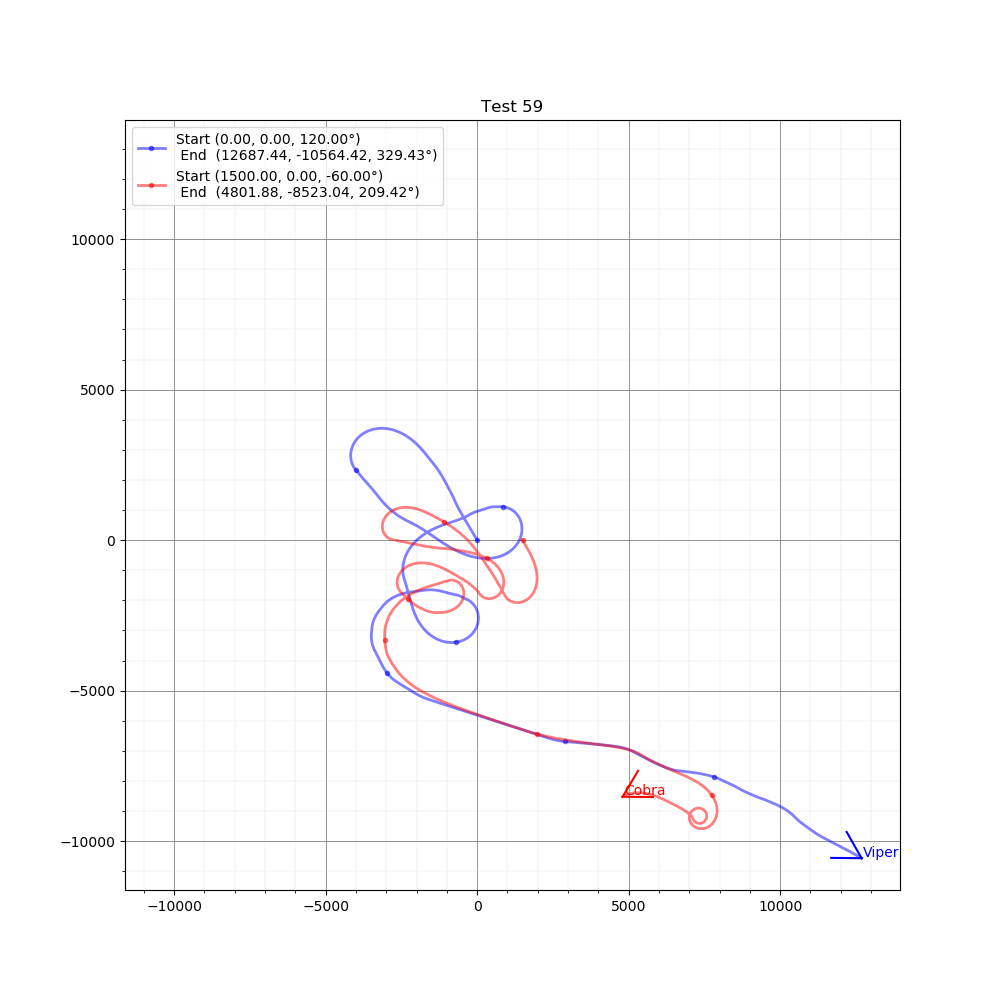 Test 59
Start (0.00, 0.00, 120.00°)
End (12687.44, -10564.42, 329.43°)
Start (1500.00, 0.00, -60.00°)
End (4801.88, -8523.04, 209.42°)
10000
5000
0
−5000
−10000
Cobra
Viper
−10000 −5000 0 5000 10000